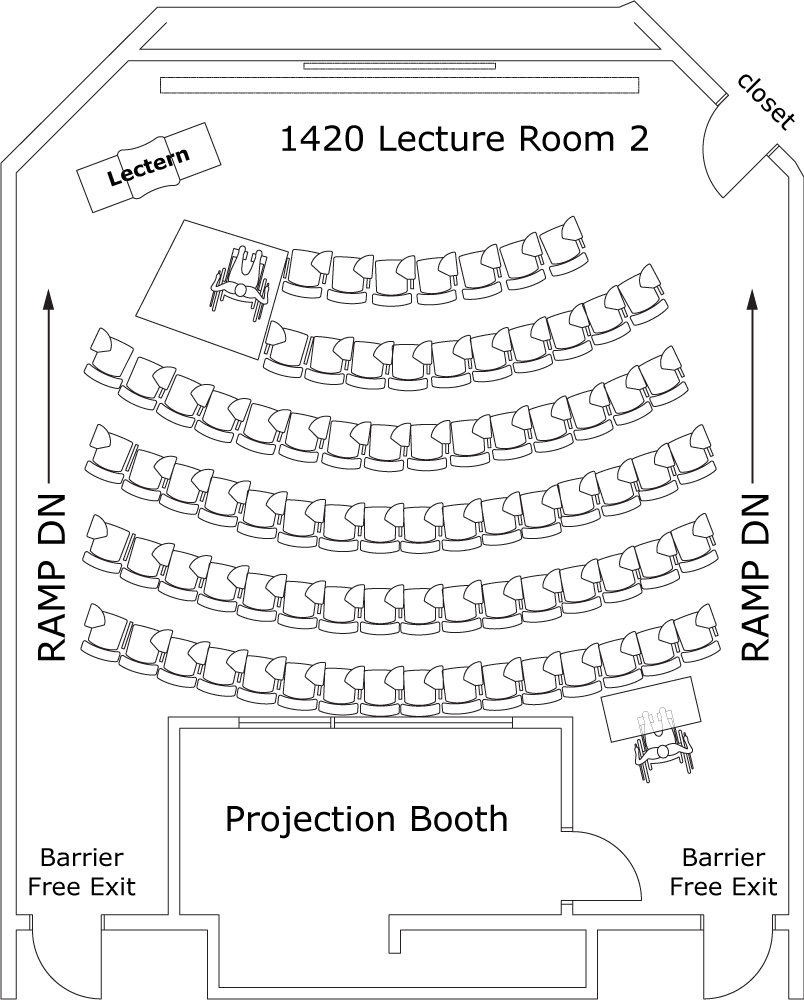 closet
1420 Lecture Room 2
Lectern
RAMP DN
RAMP DN
Projection Booth
Barrier
Free Exit
Barrier
Free Exit